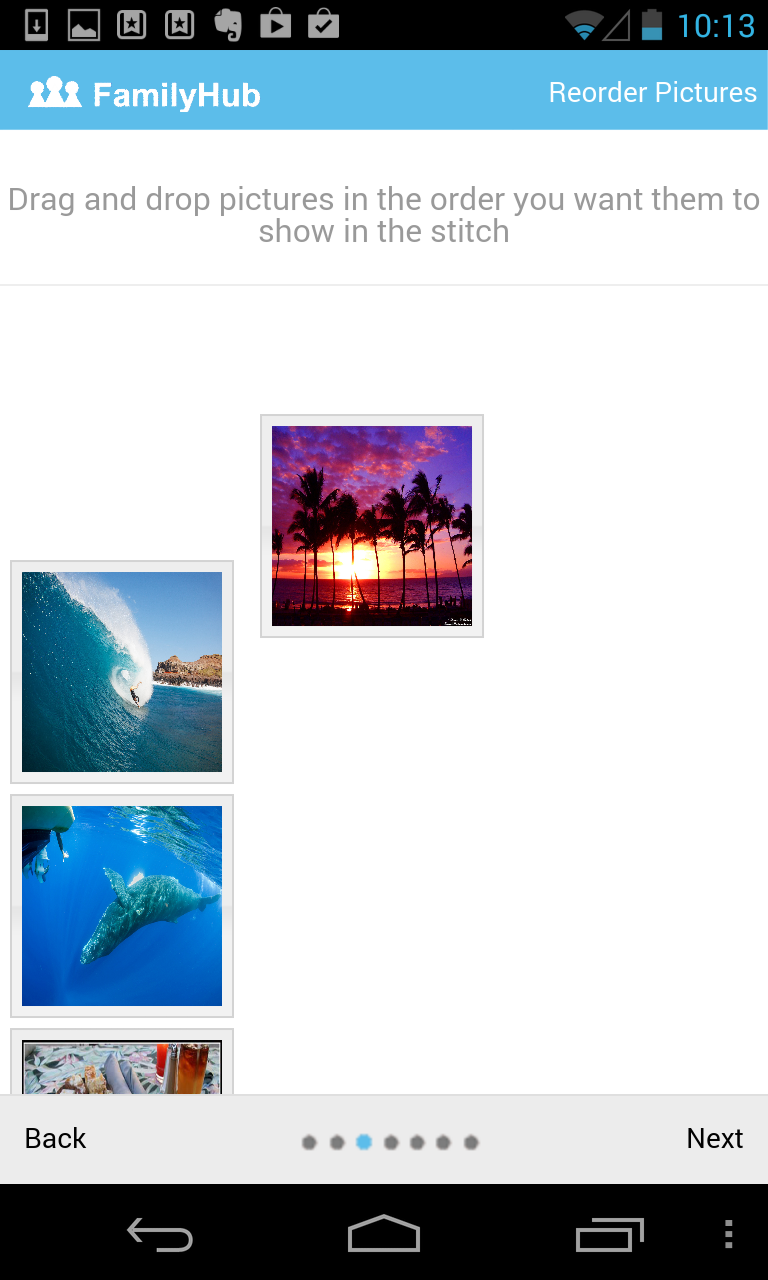 10:13
FamilyHub
Reorder Pictures
Drag and drop pictures in the order you want them to
show in the stitch
Back
Next